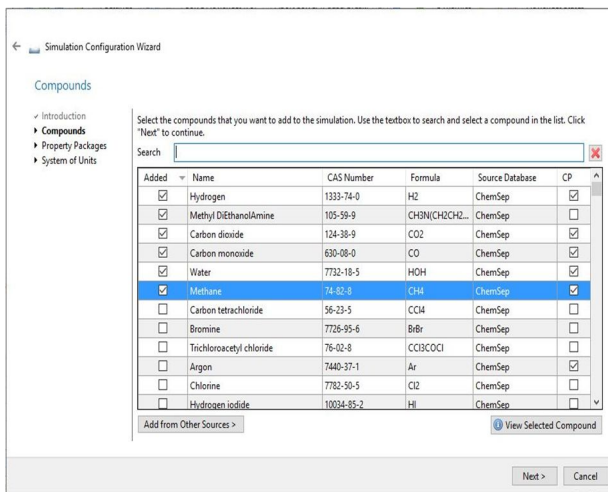 Simulation Configuration Wizard
Compounds
Introduction
Compounds
Property Packages
System of Units
Select the compounds that you want to add to the simulation. Use the textbox to search and select a compound in the list. Click
"Next" to continue.
Search
Added Name CAS Number Formula Source Database CP
Hydrogen 1333-74-0 H2 ChemSep
Methyl DiEthanolAmine 105-59-9 CH3N(CH2CH2... ChemSep
Carbon dioxide 124-38-9 CO2 ChemSep
Carbon monoxide 630-08-0 CO ChemSep
Water 7732-18-5 HOH ChemSep
Methane 74-82-8 CH4 ChemSep
Carbon tetrachloride 56-23-5 CCl4 ChemSep
Bromine 7726-95-6 BrBr ChemSep
Trichloroacetyl chloride 76-02-8 CCl3COCl ChemSep
Argon 7440-37-1 Ar ChemSep
Chlorine 7782-50-5 Cl2 ChemSep
Hydrogen iodide 10034-85-2 HI ChemSep
Add from Other Sources > View Selected Compound
Next > Cancel